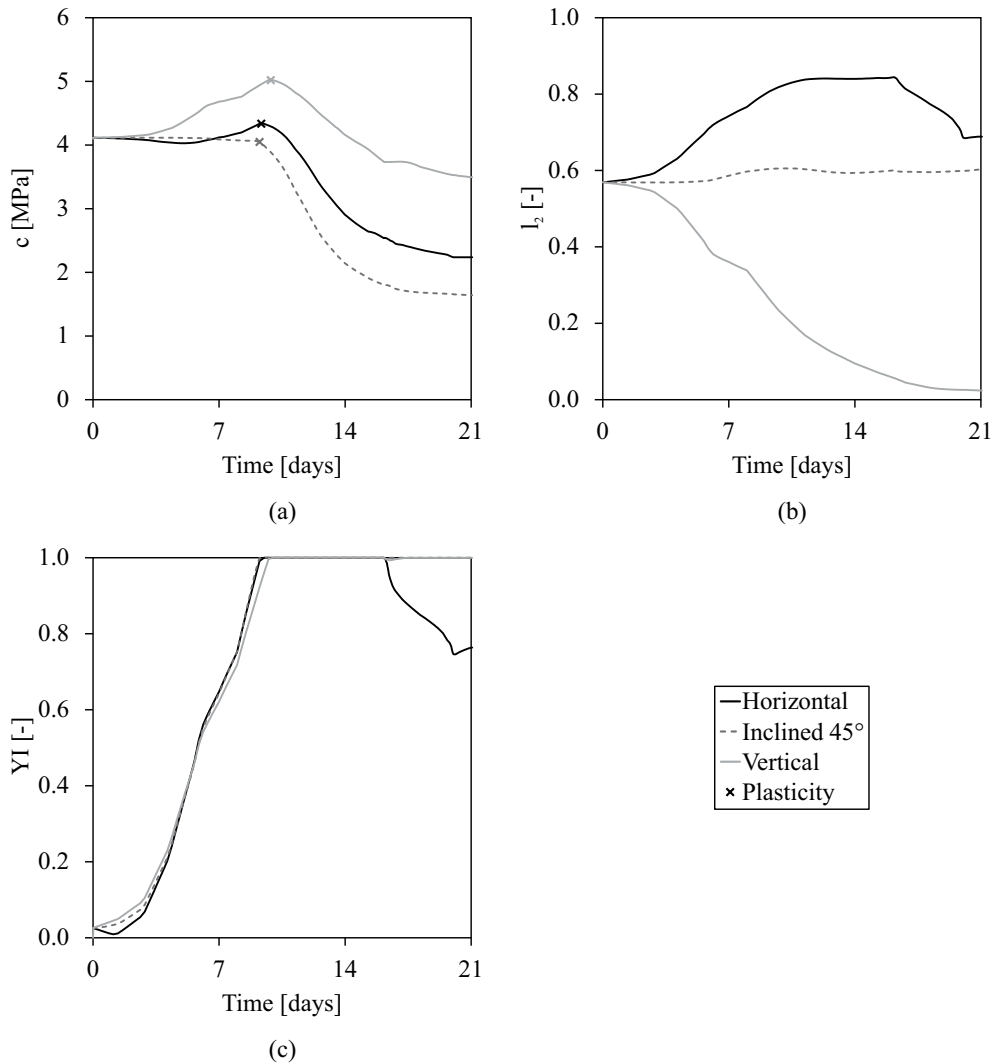 6
5
4
3
2
1
0
c [MPa]
0
7
14
21
Time [days]
(a)
1.0
0.8
0.6
0.4
0.2
0.0
l₂ [-]
0
7
14
21
Time [days]
(b)
1.0
0.8
0.6
0.4
0.2
0.0
YI [-]
0
7
14
21
Time [days]
(c)
Horizontal
Inclined 45°
Vertical
Plasticity